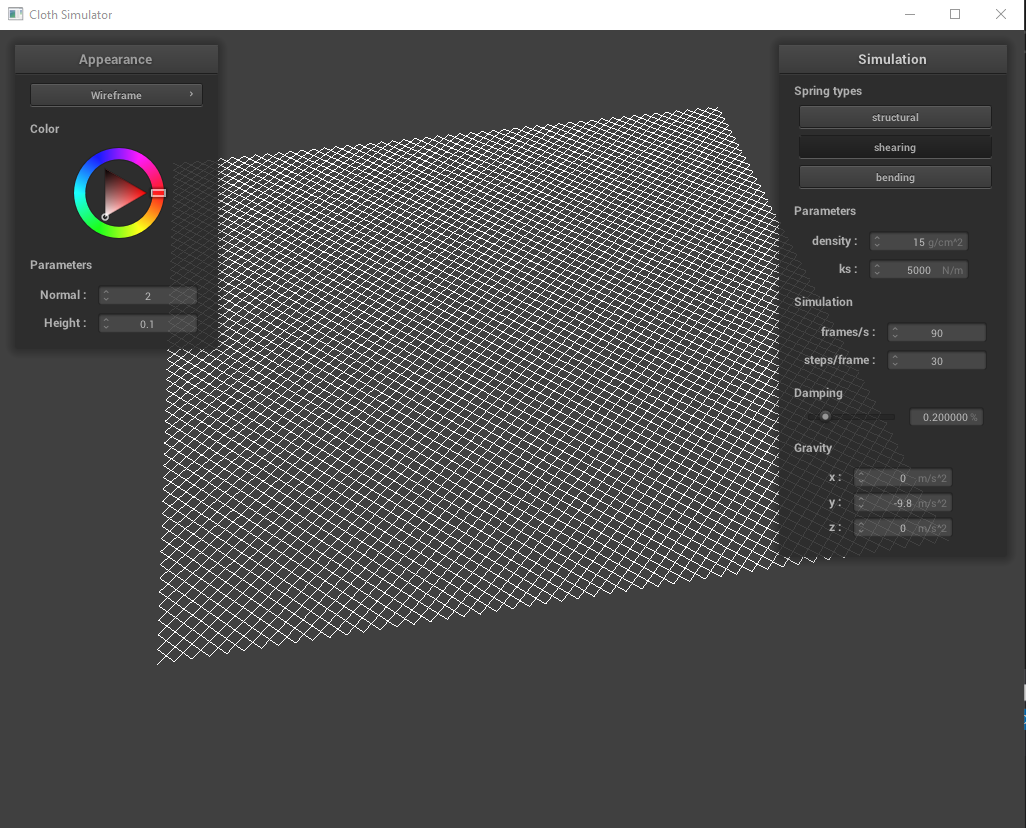 Cloth Simulator
Appearance
Wireframe
Color
Parameters
Normal : 2
Height : 0.1
Simulation
Spring types
structural
shearing
bending
Parameters
density : 15 g/cm^2
ks : 5000 N/m
Simulation
frames/s : 90
steps/frame : 30
Damping
0.200000 %
Gravity
x : 0 m/s^2
y : -9.8 m/s^2
z : 0 m/s^2